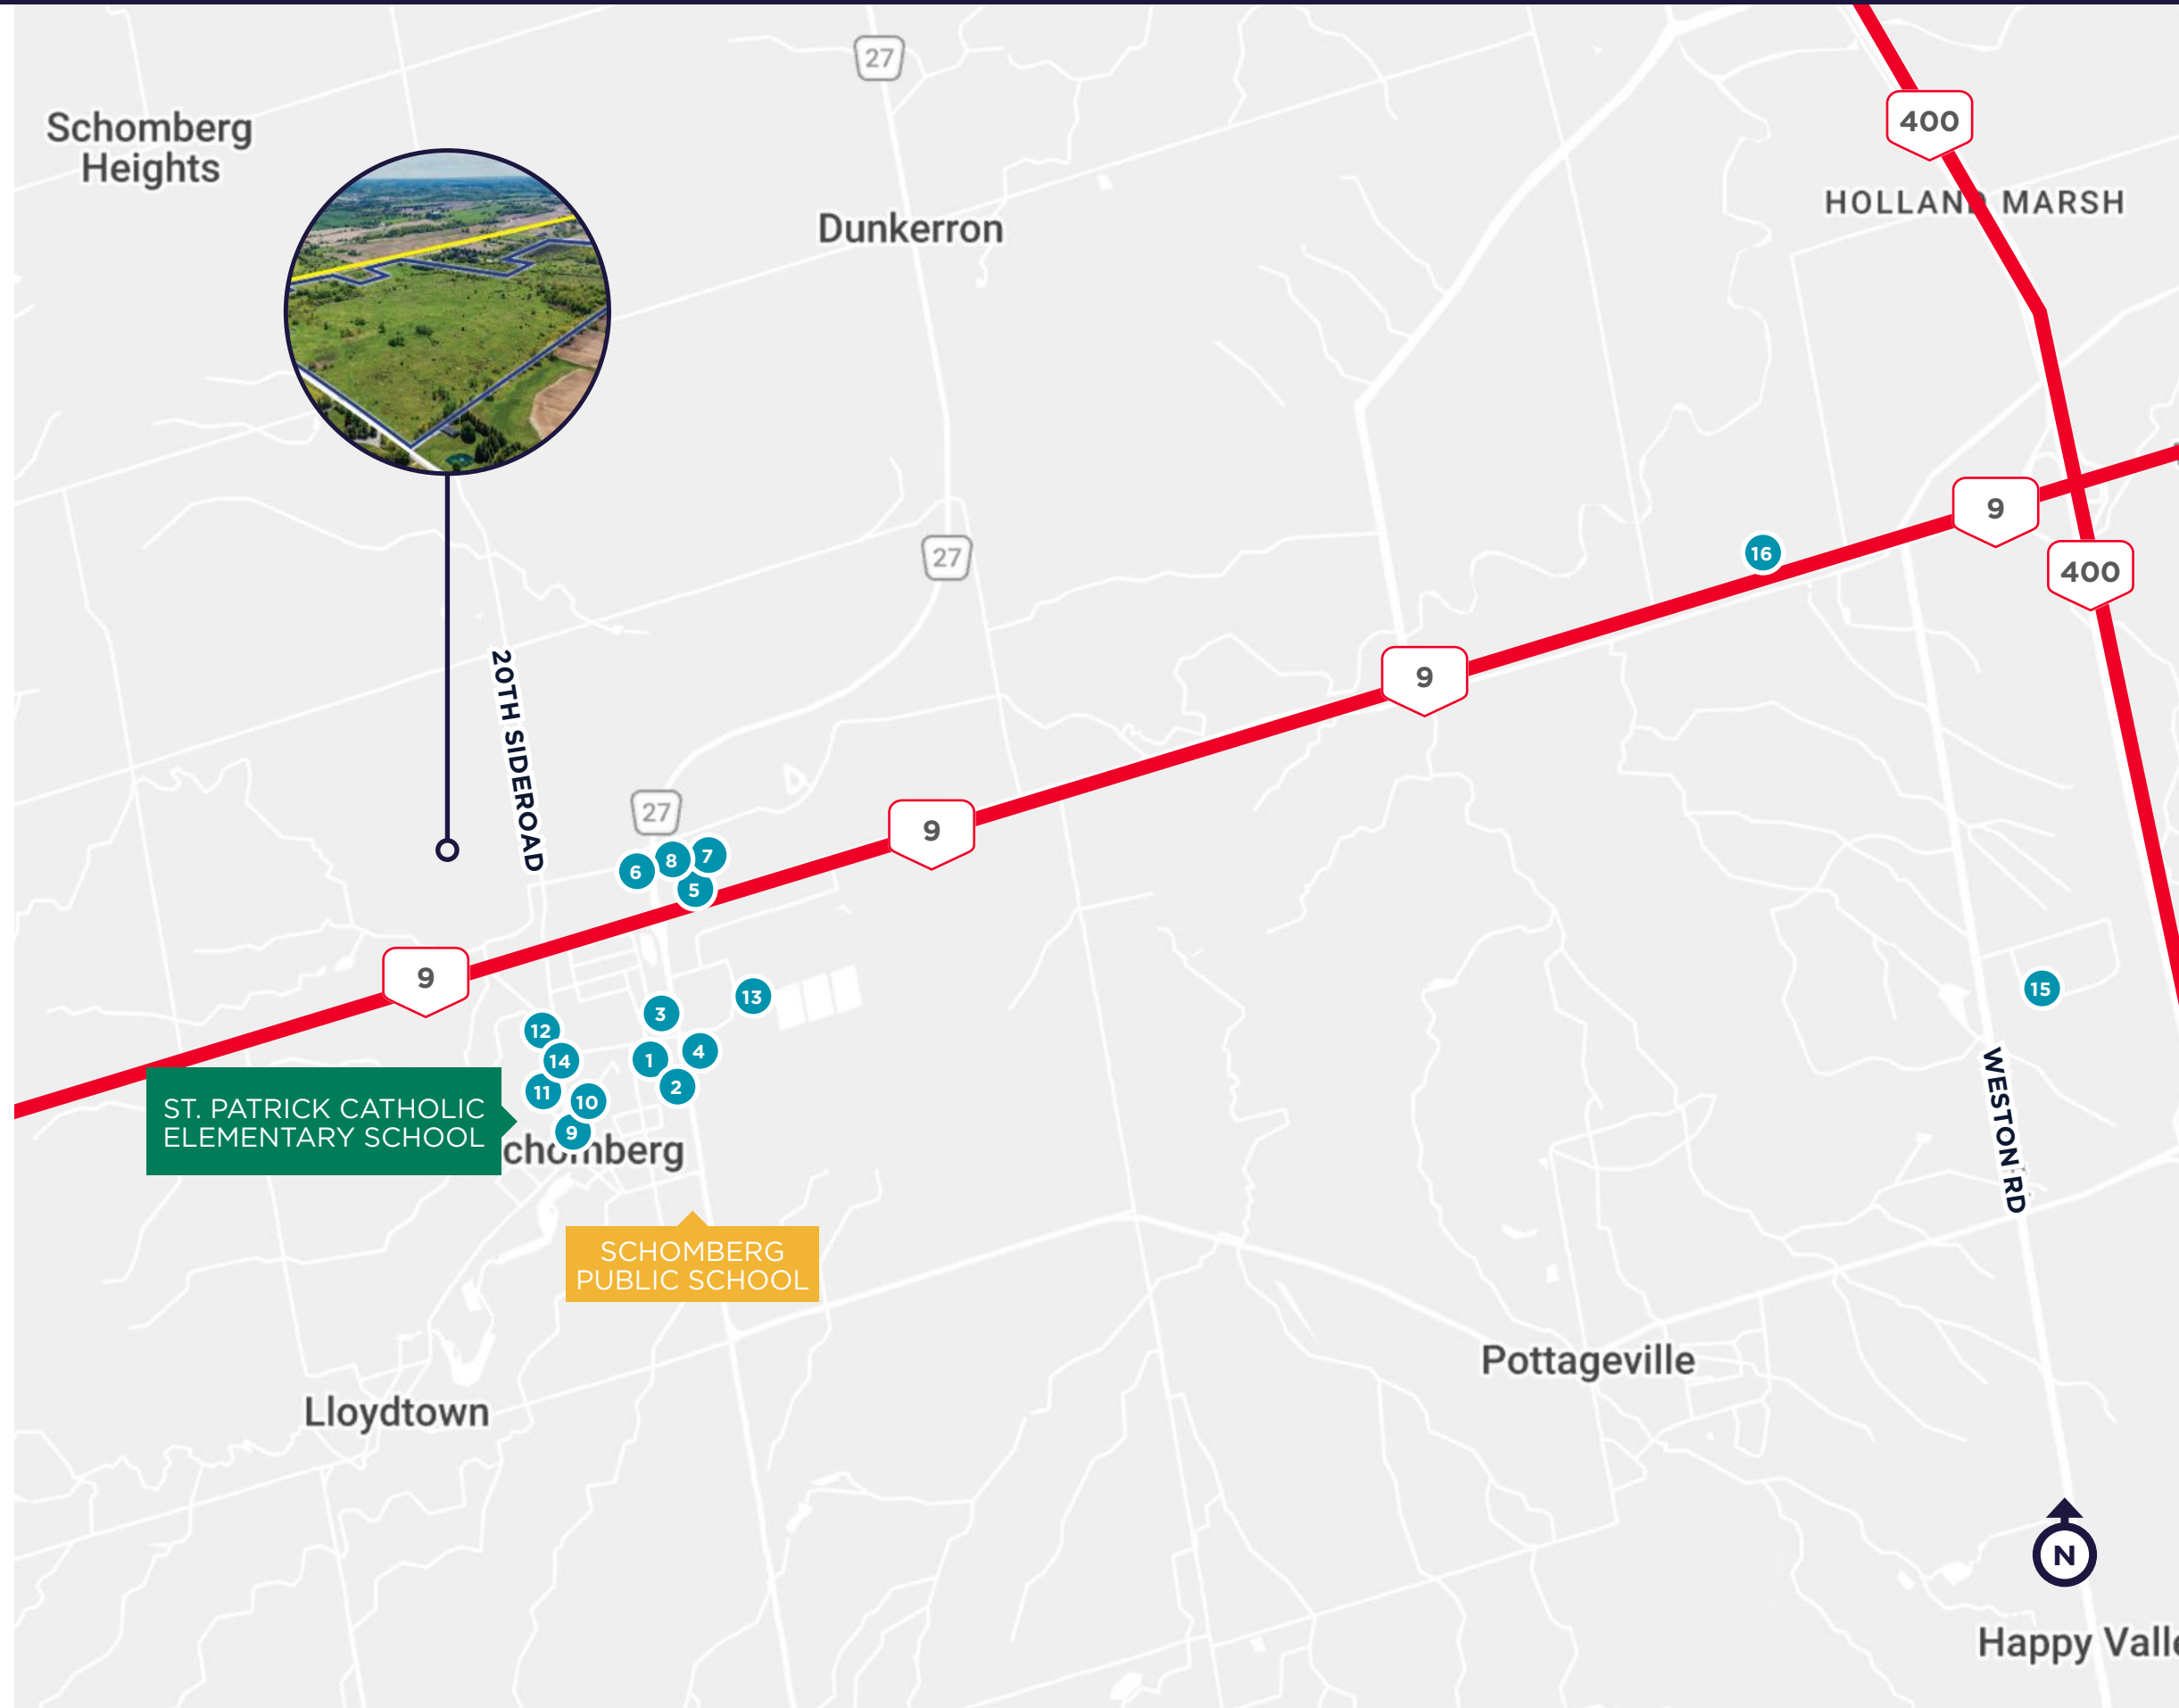 27
400
Schomberg
Heights
HOLLAND MARSH
Dunkerron
9
16
27
400
9
20TH SIDEROAD
27
9
7
8
6
5
9
15
13
3
12
4
14
1
2
11
10
9
chomberg
ST. PATRICK CATHOLIC
ELEMENTARY SCHOOL
WESTON RD
SCHOMBERG
PUBLIC SCHOOL
Pottageville
Lloydtown
N
Happy Valle